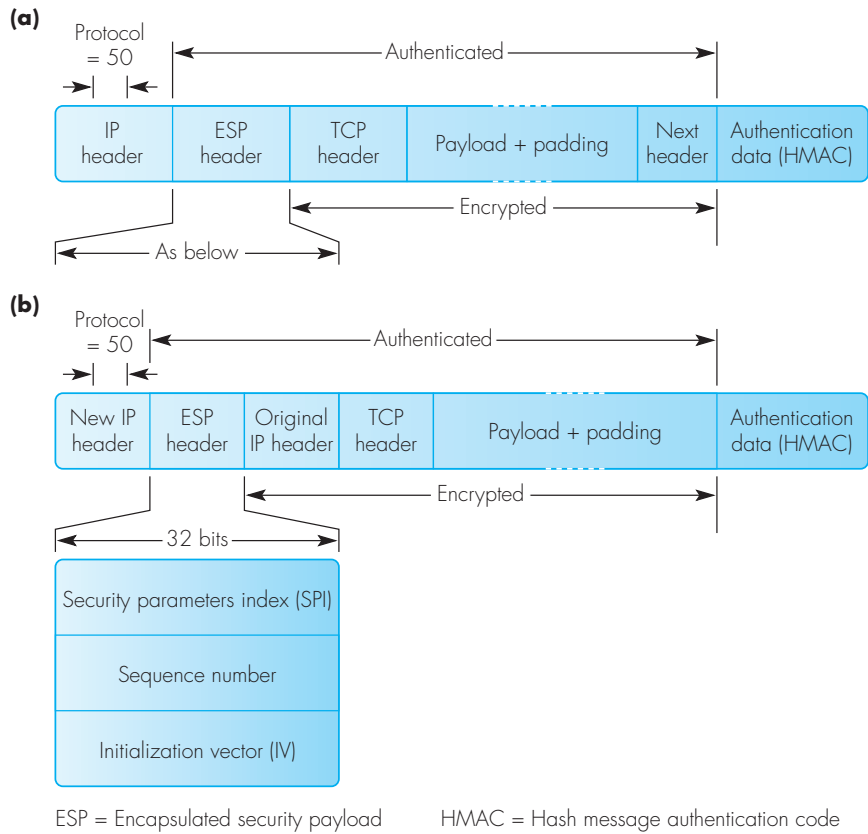 (a)
Protocol
= 50
Authenticated
IP
header
ESP
header
TCP
header
Payload + padding
Next
header
Authentication
data (HMAC)
Encrypted
As below
(b)
Protocol
= 50
Authenticated
New IP
header
ESP
header
Original
IP header
TCP
header
Payload + padding
Authentication
data (HMAC)
Encrypted
32 bits
Security parameters index (SPI)
Sequence number
Initialization vector (IV)
ESP = Encapsulated security payload
HMAC = Hash message authentication code